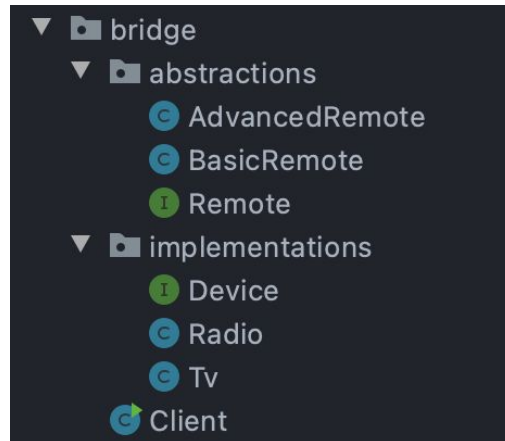 bridge
abstractions
C AdvancedRemote
C BasicRemote
I Remote
implementations
I Device
C Radio
C Tv
C Client